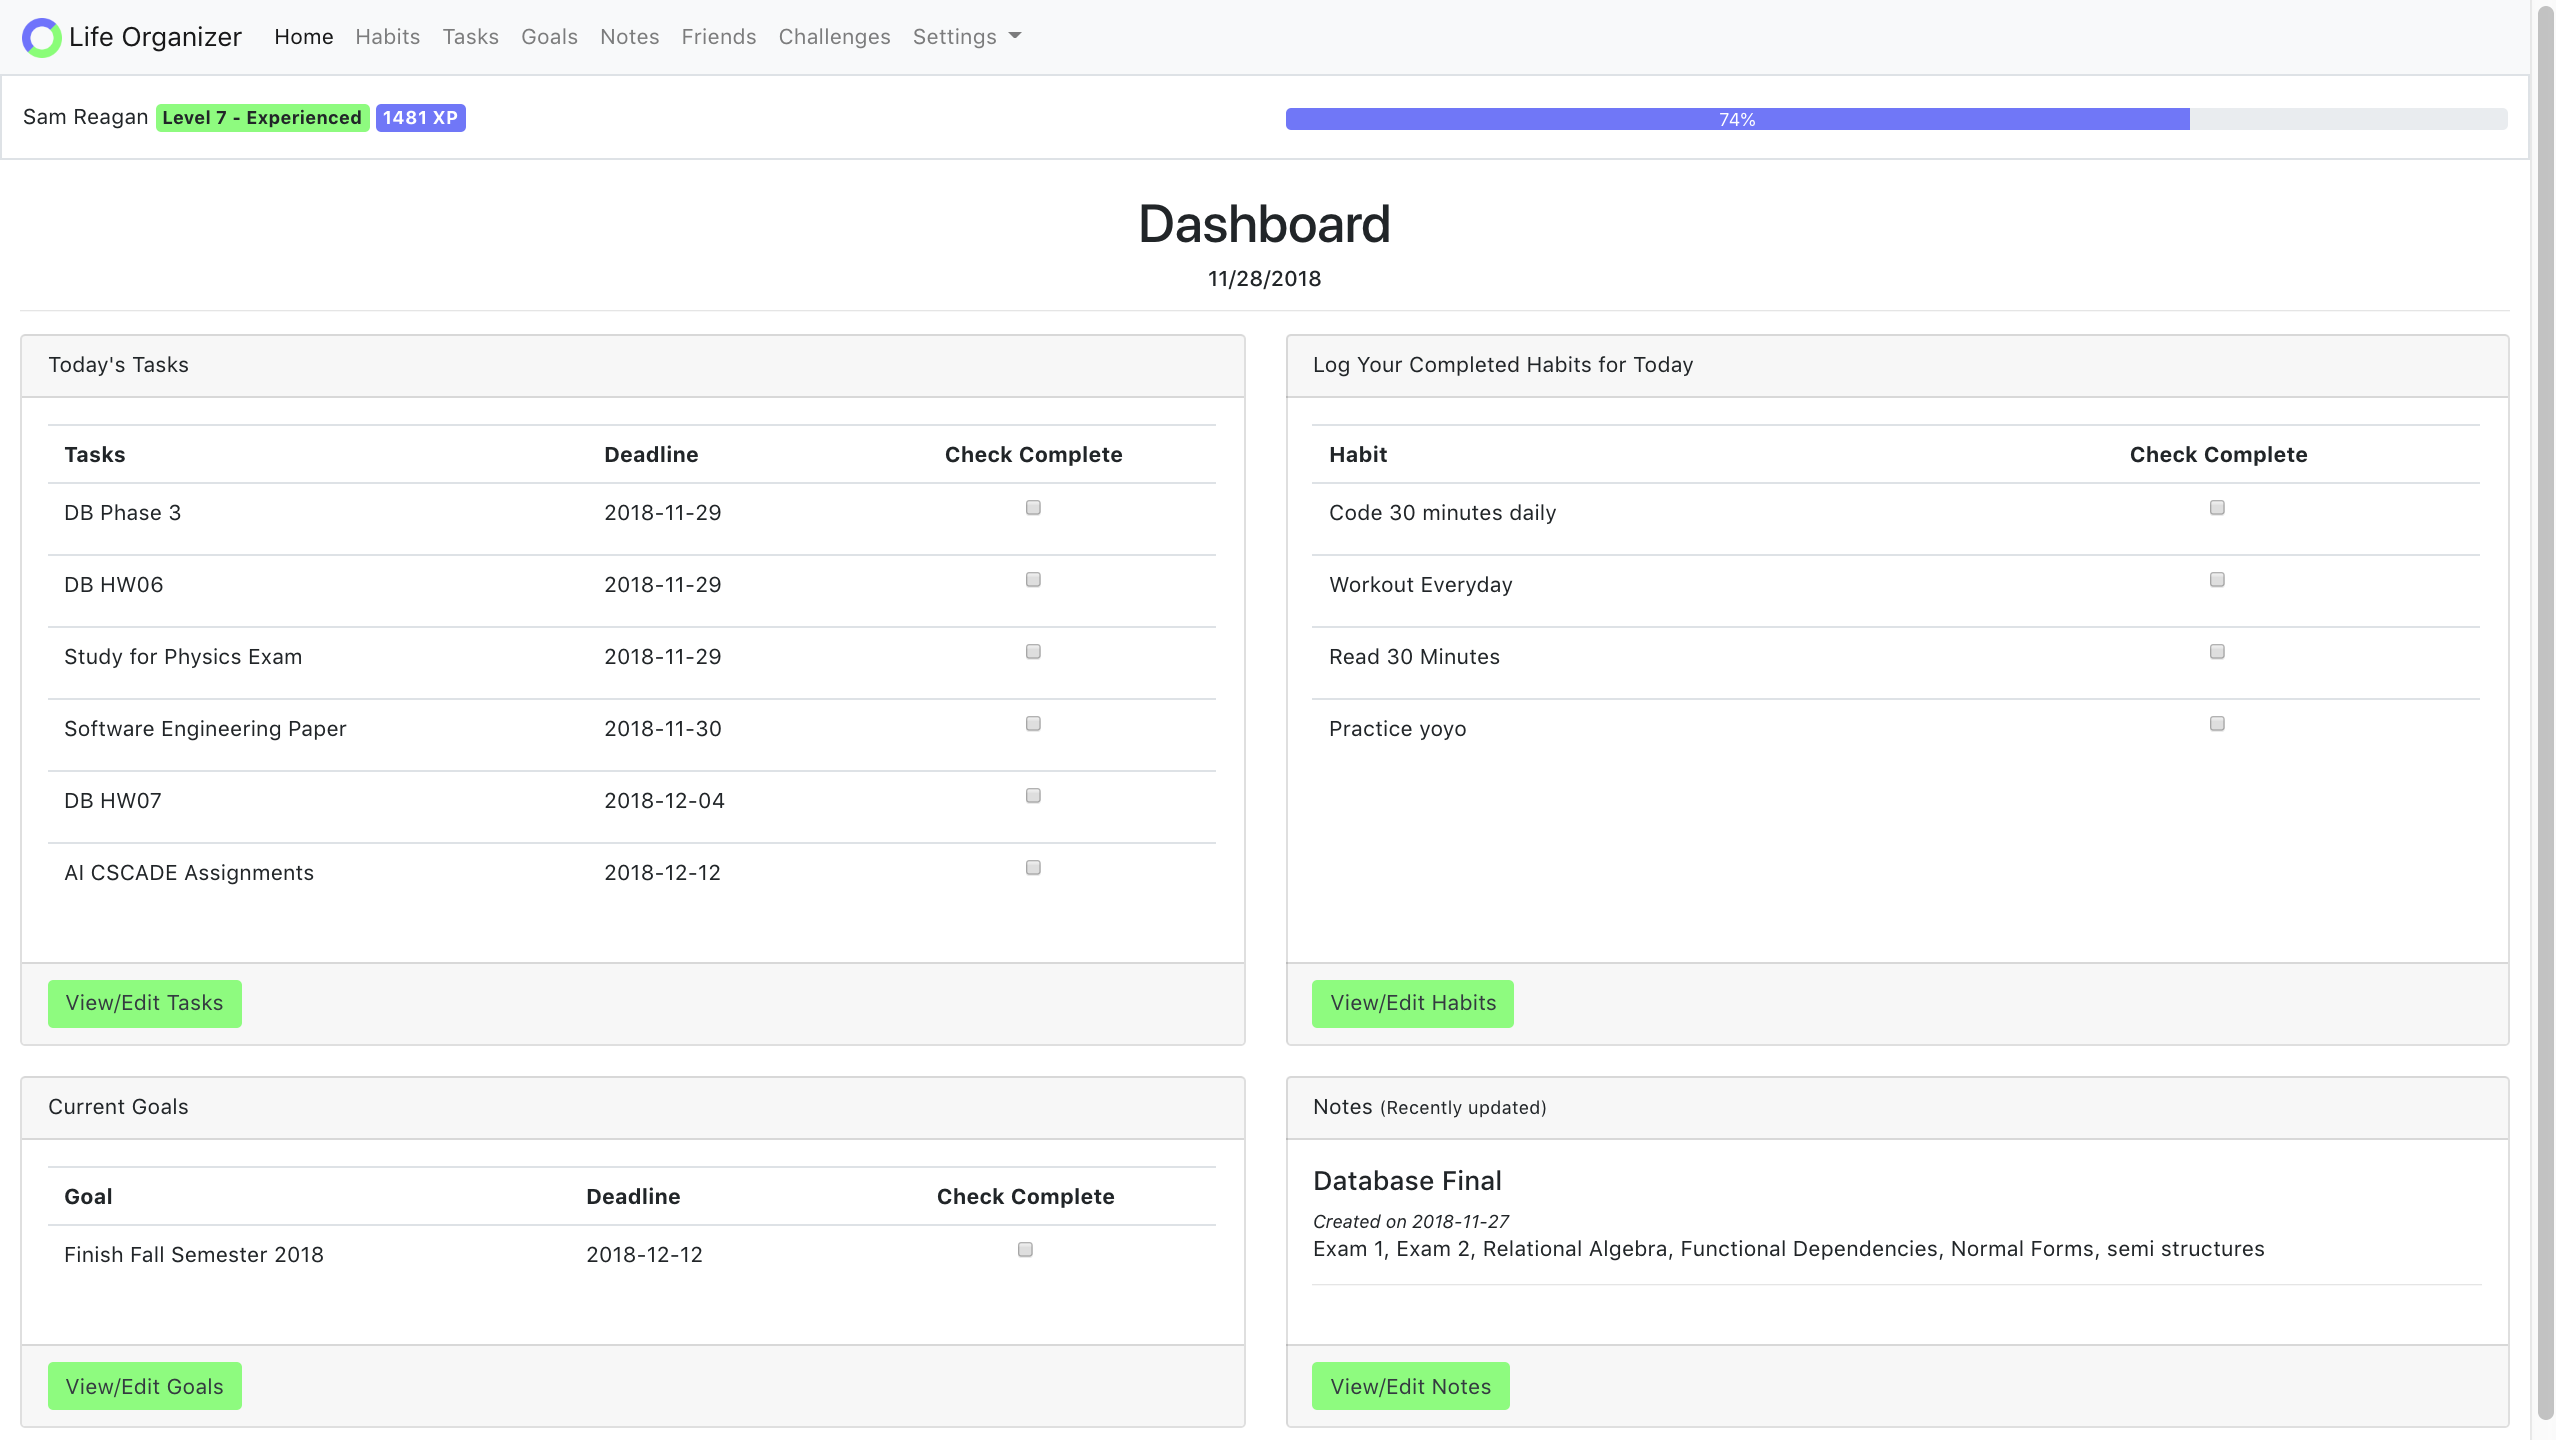 Life Organizer Home Habits Tasks Goals Notes Friends Challenges Settings
Sam Reagan Level 7 - Experienced 1481 XP 74%
Dashboard
11/28/2018
Today's Tasks
Tasks Deadline Check Complete
DB Phase 3 2018-11-29
DB HW06 2018-11-29
Study for Physics Exam 2018-11-29
Software Engineering Paper 2018-11-30
DB HW07 2018-12-04
AI CSCADE Assignments 2018-12-12
View/Edit Tasks
Log Your Completed Habits for Today
Habit Check Complete
Code 30 minutes daily
Workout Everyday
Read 30 Minutes
Practice yoyo
View/Edit Habits
Current Goals
Goal Deadline Check Complete
Finish Fall Semester 2018 2018-12-12
View/Edit Goals
Notes (Recently updated)
Database Final
Created on 2018-11-27
Exam 1, Exam 2, Relational Algebra, Functional Dependencies, Normal Forms, semi structures
View/Edit Notes